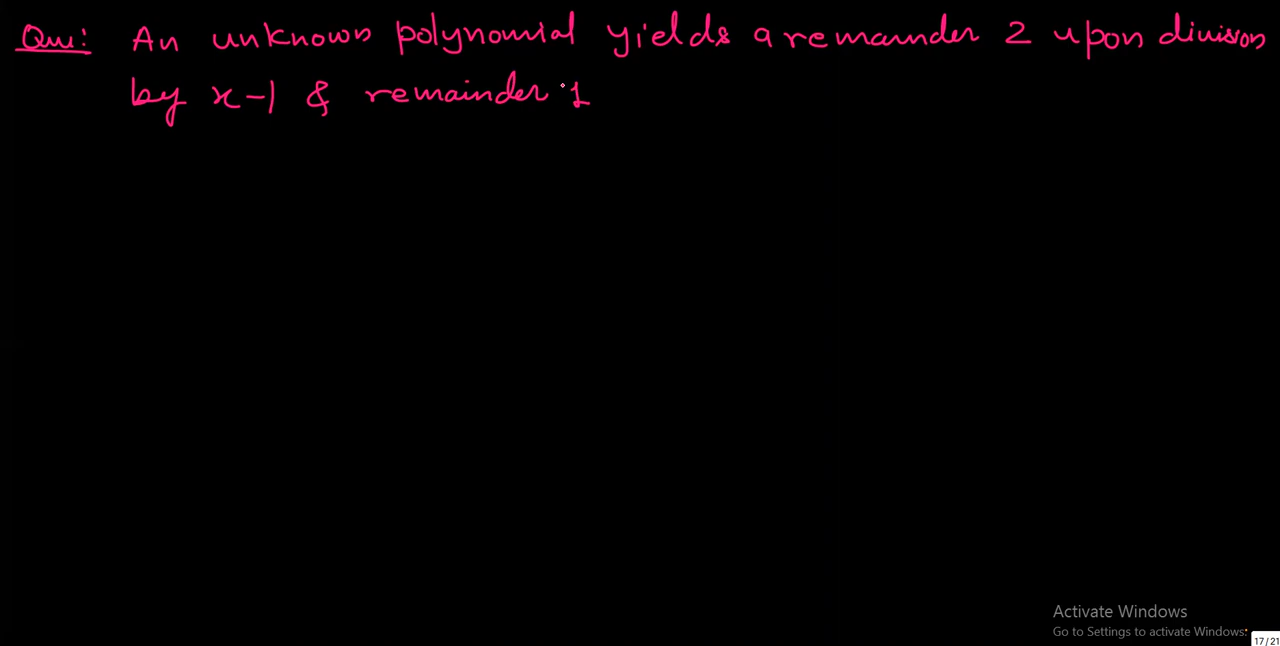 Que: An unknown polynomial yields a remainder 2 upon division
by x-1 & remainder 1
Activate Windows
Go to Settings to activate Windows.
17/21